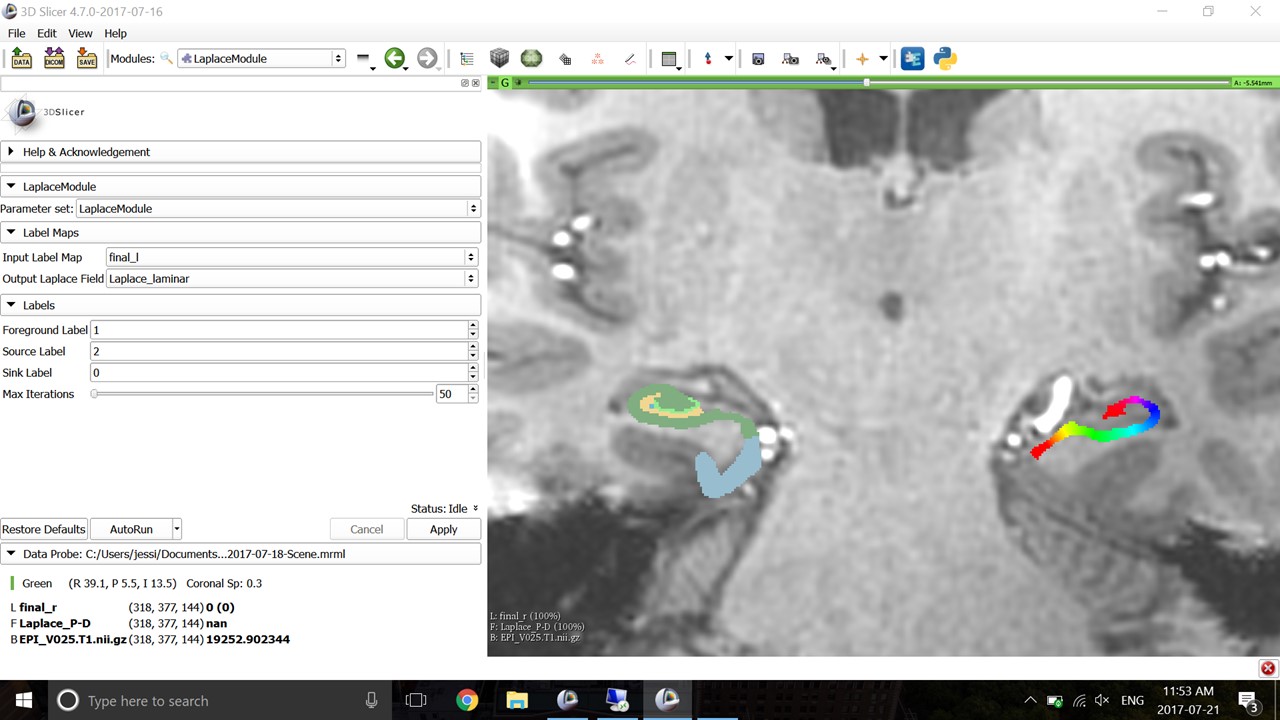 3D Slicer 4.7.0-2017-07-16
File Edit View Help
DATA DICOM SAVE Modules: LaplaceModule
G A: -5.541mm
3DSlicer
Help & Acknowledgement
LaplaceModule
Parameter set: LaplaceModule
Label Maps
Input Label Map final_l
Output Laplace Field Laplace_laminar
Labels
Foreground Label 1
Source Label 2
Sink Label 0
Max Iterations 50
Status: Idle
Restore Defaults AutoRun Cancel Apply
Data Probe: C:/Users/jessi/Documents...2017-07-18-Scene.mrml
Green (R 39.1, P 5.5, I 13.5) Coronal Sp: 0.3
L final_r (318, 377, 144) 0 (0)
F Laplace_P-D (318, 377, 144) nan
B EPI_V025.T1.nii.gz (318, 377, 144) 19252.902344
L: final_r (100%)
F: Laplace_P-D (100%)
B: EPI_V025.T1.nii.gz
Type here to search
ENG
11:53 AM
2017-07-21
3